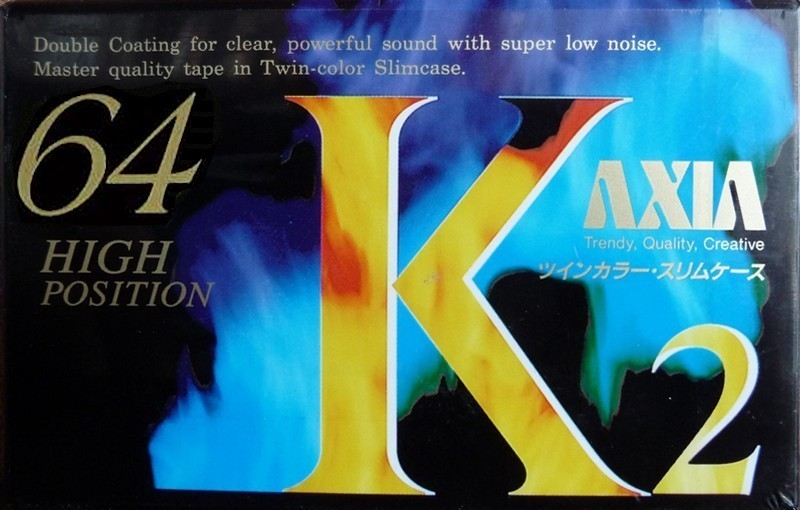 Double Coating for clear, powerful sound with super low noise.
Master quality tape in Twin-color Slimcase.
64
HIGH
POSITION
K2
AXIA
Trendy, Quality, Creative
ツインカラー・スリムケース